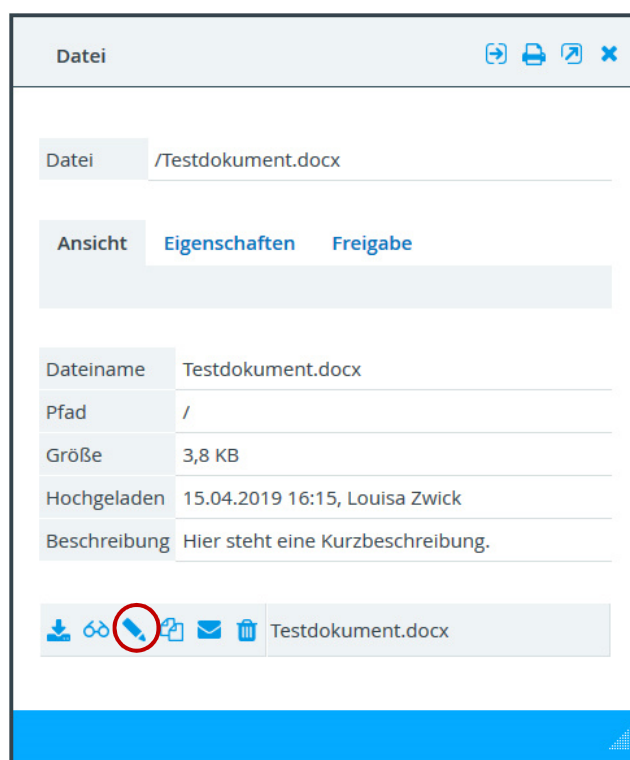 Datei
Datei /Testdokument.docx
Ansicht Eigenschaften Freigabe
Dateiname Testdokument.docx
Pfad /
Größe 3,8 KB
Hochgeladen 15.04.2019 16:15, Louisa Zwick
Beschreibung Hier steht eine Kurzbeschreibung.
Testdokument.docx